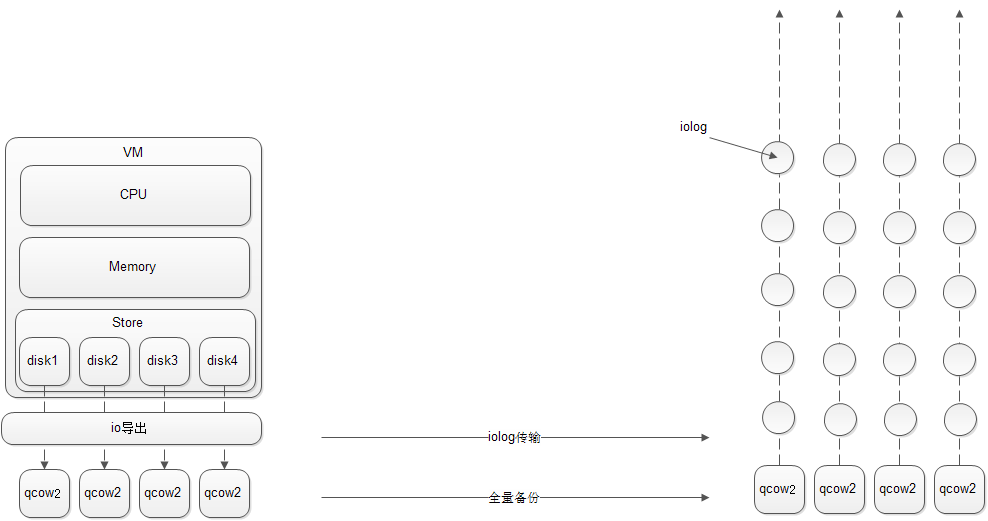 iolog
VM
CPU
Memory
Store
disk1
disk2
disk3
disk4
io导出
iolog传输
qcow2
qcow2
qcow2
qcow2
全量备份
qcow2
qcow2
qcow2
qcow2